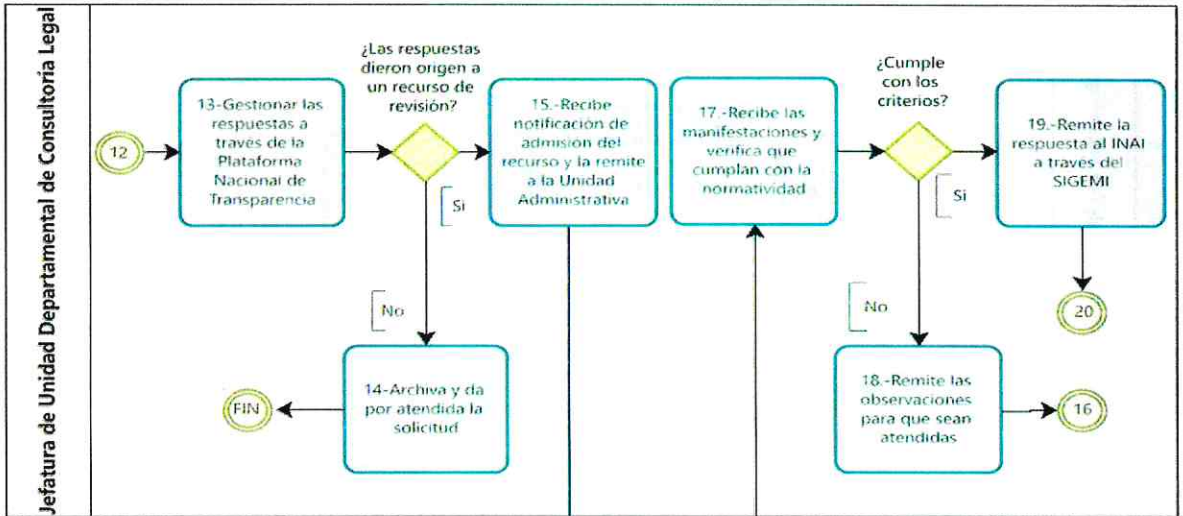 Jefatura de Unidad Departamental de Consultoría Legal
12
13-Gestionar las
respuestas a
través de la
Plataforma
Nacional de
Transparencia
¿Las respuestas
dieron origen a
un recurso de
revisión?
Si
No
14-Archiva y da
por atendida la
solicitud
FIN
15.-Recibe
notificación de
admisión del
recurso y la remite
a la Unidad
Administrativa
17.-Recibe las
manifestaciones y
verifica que
cumplan con la
normatividad
¿Cumple
con los
criterios?
Si
No
18.-Remite las
observaciones
para que sean
atendidas
16
19.-Remite la
respuesta al INAI
a través del
SIGEMI
20